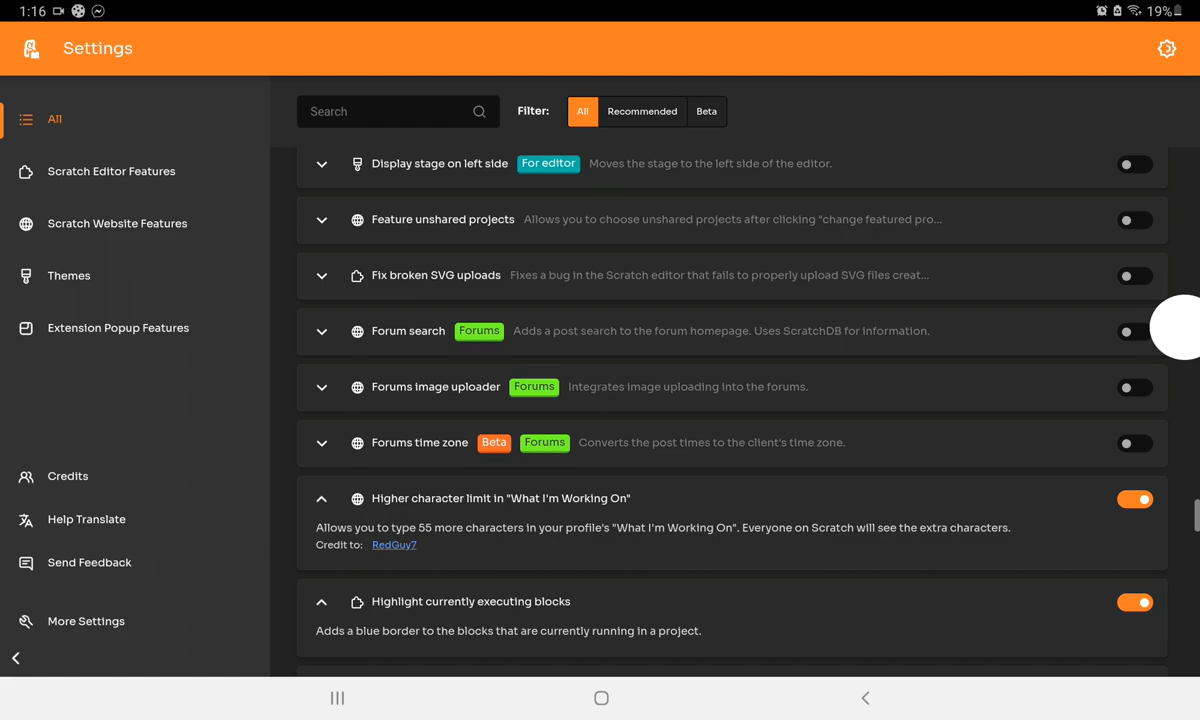 1:16
19%
Settings
All
Scratch Editor Features
Scratch Website Features
Themes
Extension Popup Features
Credits
Help Translate
Send Feedback
More Settings
Search
Filter:
All Recommended Beta
Display stage on left side For editor Moves the stage to the left side of the editor.
Feature unshared projects Allows you to choose unshared projects after clicking "change featured pro...
Fix broken SVG uploads Fixes a bug in the Scratch editor that fails to properly upload SVG files creat...
Forum search Forums Adds a post search to the forum homepage. Uses ScratchDB for information.
Forums image uploader Forums Integrates image uploading into the forums.
Forums time zone Beta Forums Converts the post times to the client's time zone.
Higher character limit in "What I'm Working On"
Allows you to type 55 more characters in your profile's "What I'm Working On". Everyone on Scratch will see the extra characters.
Credit to: RedGuy7
Highlight currently executing blocks
Adds a blue border to the blocks that are currently running in a project.